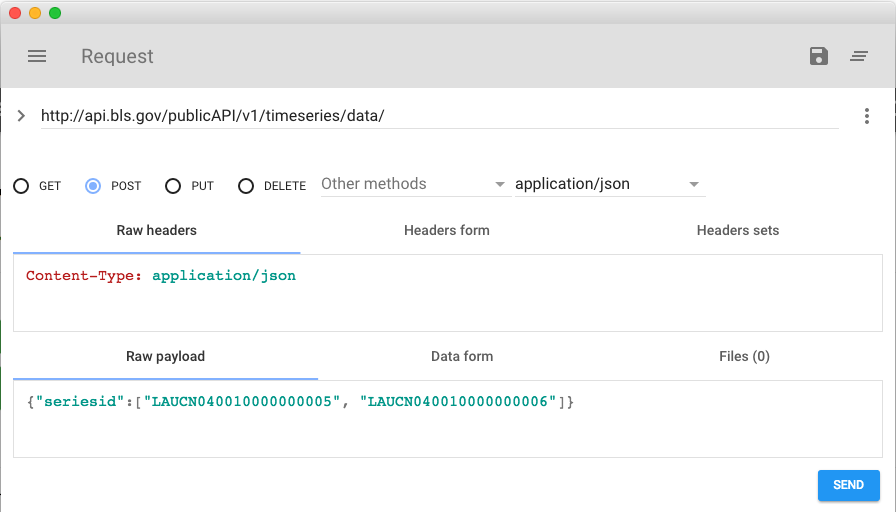 Request
http://api.bls.gov/publicAPI/v1/timeseries/data/
GET POST PUT DELETE Other methods application/json
Raw headers Headers form Headers sets
Content-Type: application/json
Raw payload Data form Files (0)
{"seriesid":["LAUCN040010000000005", "LAUCN040010000000006"]}
SEND